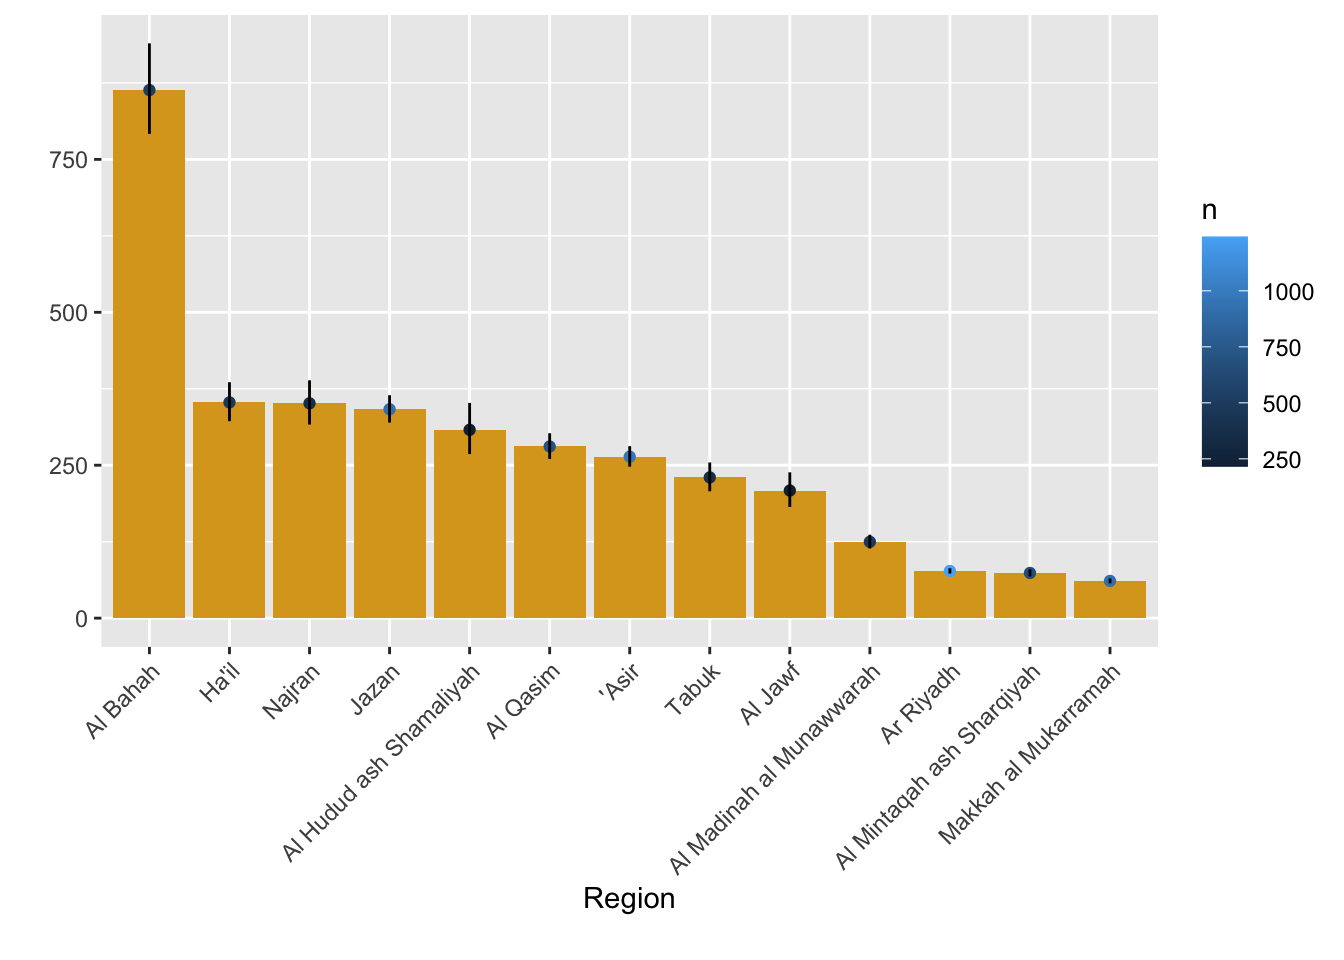 750
500
250
0
Al Bahah
Ha'il
Najran
Jazan
Al Hudud ash Shamaliyah
Al Qasim
'Asir
Tabuk
Al Jawf
Al Madinah al Munawwarah
Ar Riyadh
Al Mintaqah ash Sharqiyah
Makkah al Mukarramah
Region
n
1000
750
500
250